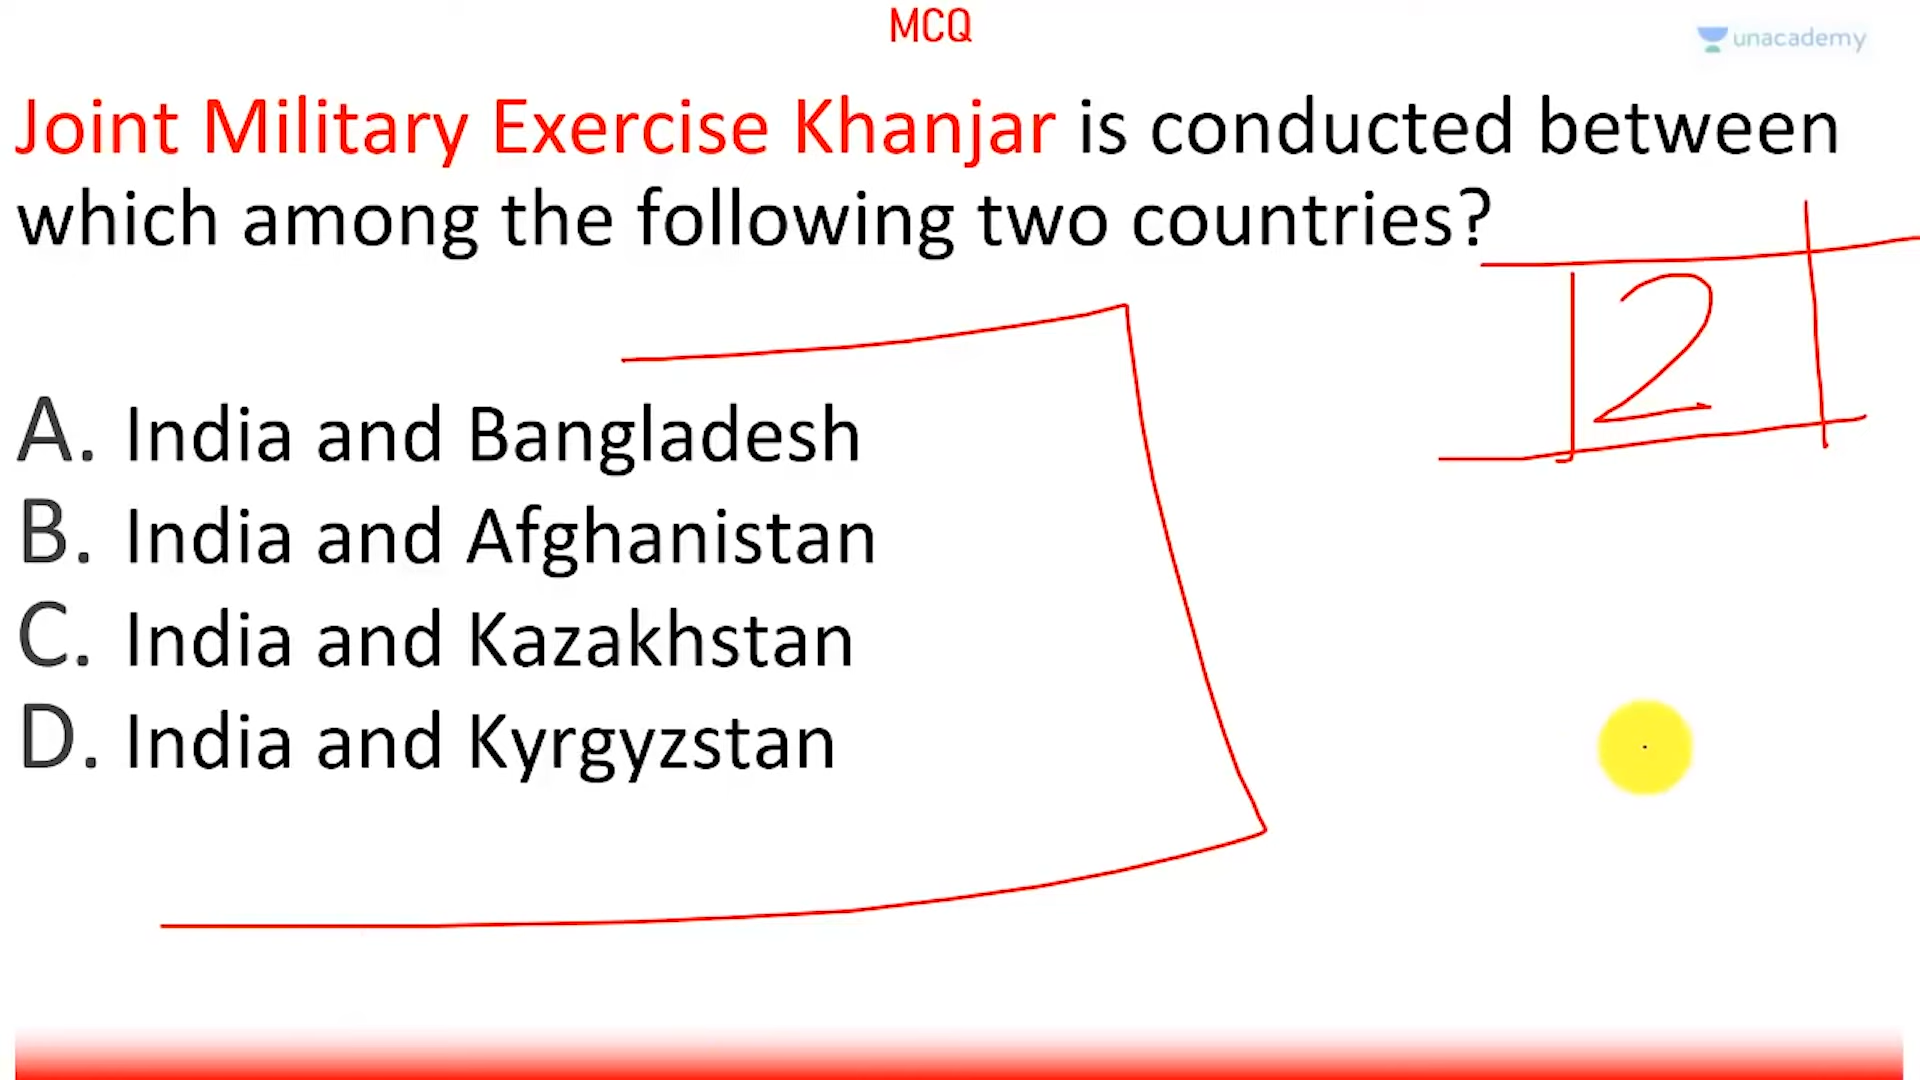 MCQ
unacademy
Joint Military Exercise Khanjar is conducted between
which among the following two countries?
12
A. India and Bangladesh
B. India and Afghanistan
C. India and Kazakhstan
D. India and Kyrgyzstan